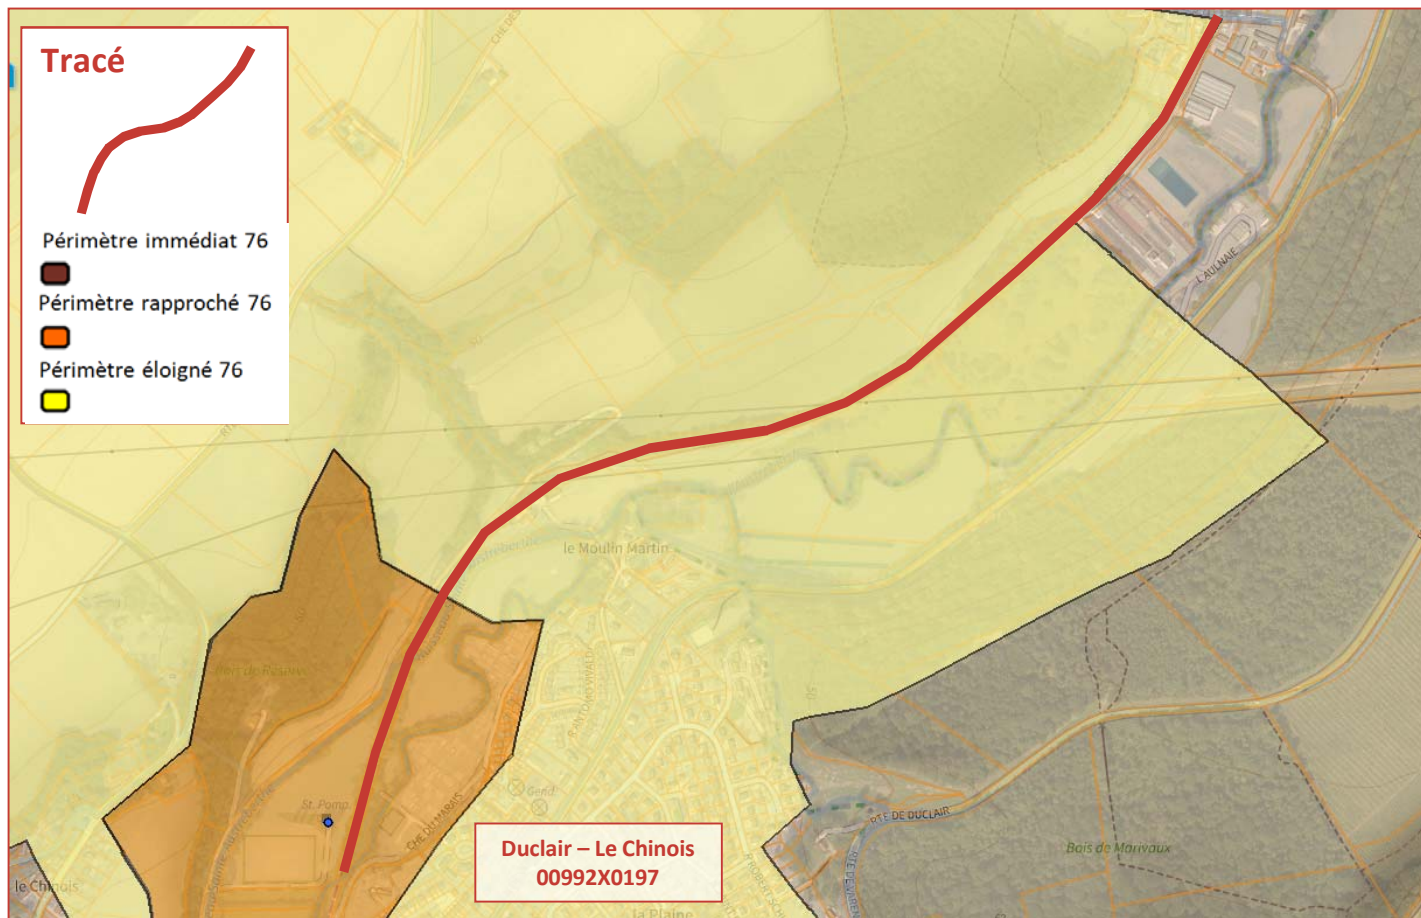 Tracé
Périmètre immédiat 76
Périmètre rapproché 76
Périmètre éloigné 76
L'AULNAIE
le Moulin Martin
St. Pomp.
Gend.
CHE DU MARAIS
RTE DE DUCLAIR
Bois de Marivaux
le Chinois
Duclair – Le Chinois
00992X0197
la Plaine